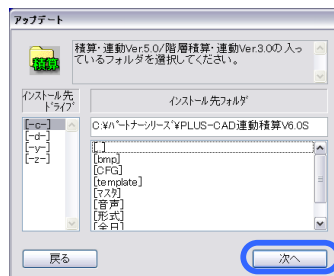 アップデート
積算・連動Ver.5.0/階層積算・連動Ver.3.0の入っ
ているフォルダを選択してください。
積算
インストール先
ドライブ
インストール先フォルダ
[-c-]
[-d-]
[-y-]
[-z-]
C:¥パートナーシリーズ¥PLUS-CAD連動積算V6.0S
[..]
[bmp]
[CFG]
[template]
[マスタ]
[音声]
[形式]
[全日]
戻る
次へ